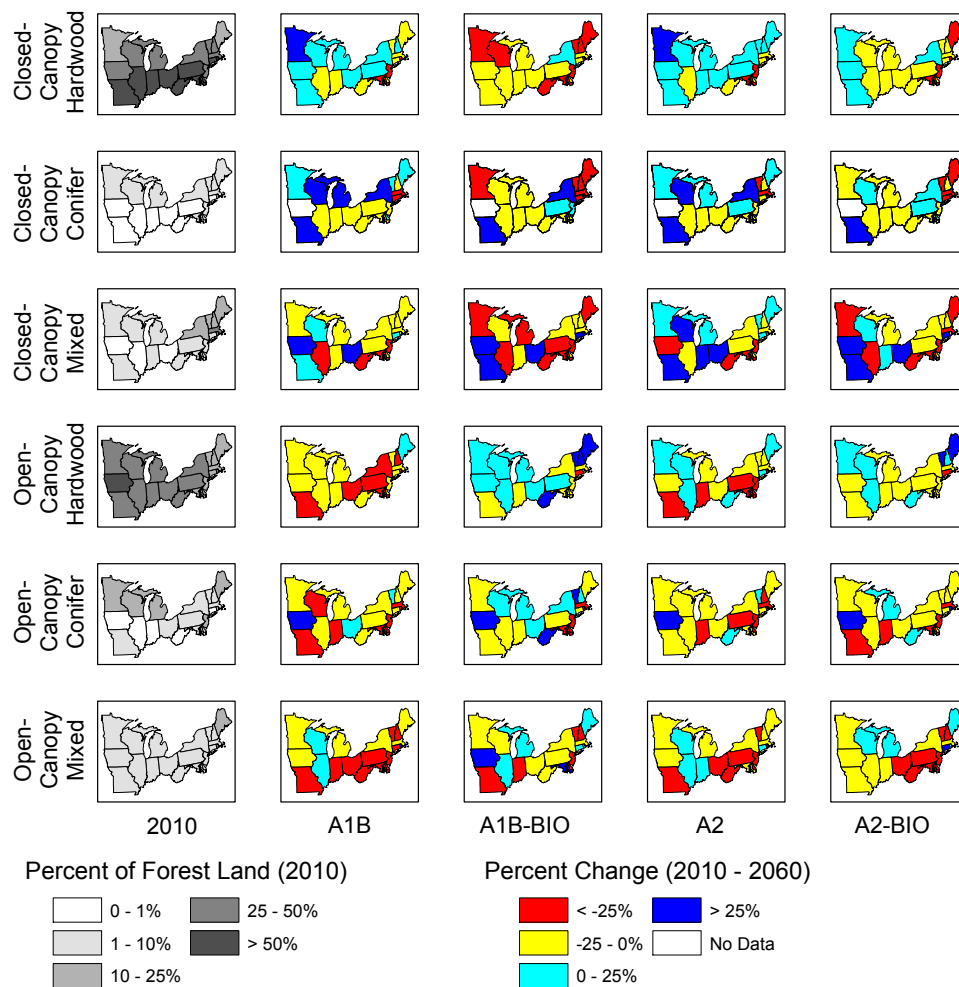 Closed-
Canopy
Hardwood
Closed-
Canopy
Conifer
Closed-
Canopy
Mixed
Open-
Canopy
Hardwood
Open-
Canopy
Conifer
Open-
Canopy
Mixed
2010 A1B A1B-BIO A2 A2-BIO
Percent of Forest Land (2010)
0 - 1% 25 - 50%
1 - 10% > 50%
10 - 25%
Percent Change (2010 - 2060)
< -25% > 25%
-25 - 0% No Data
0 - 25%